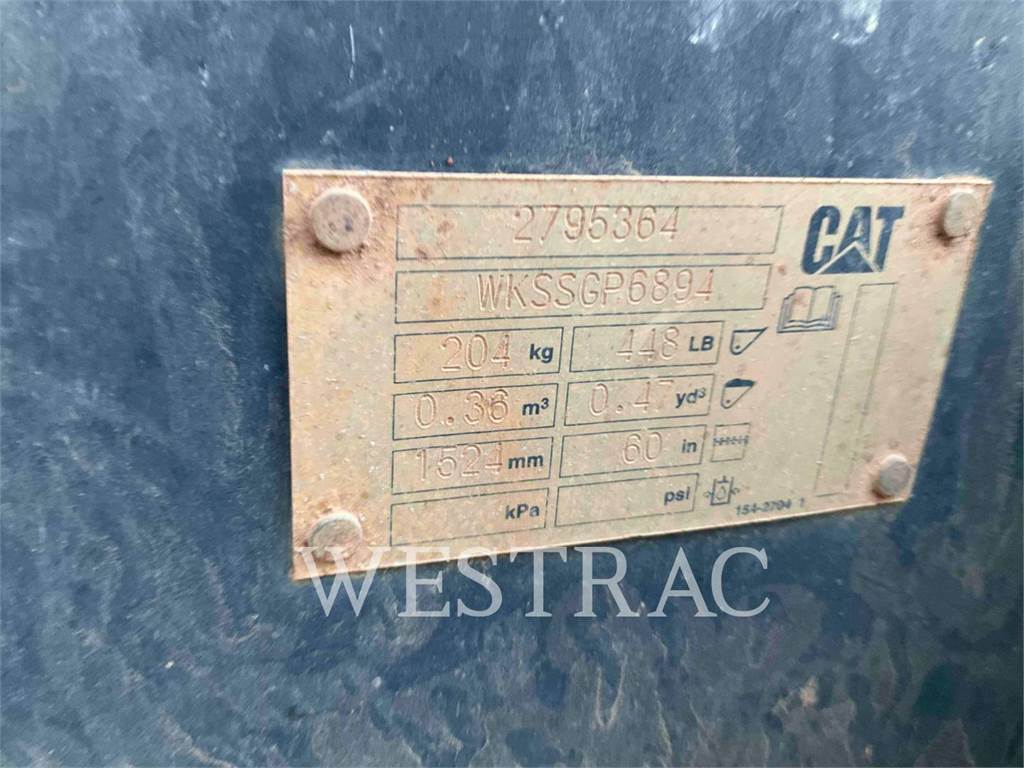 2795364
CAT
WKSSGP6894
204 kg 448 LB
0.36 m³ 0.47 yd³
1524 mm 60 in
kPa psi
154-2704 1
WESTRAC